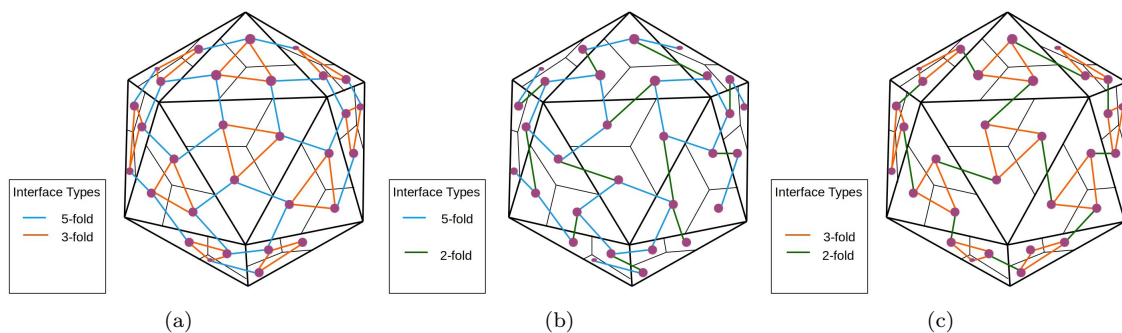 Interface Types
5-fold
3-fold
Interface Types
5-fold
2-fold
Interface Types
3-fold
2-fold
(a)
(b)
(c)